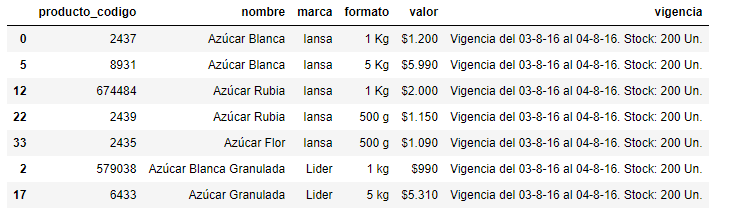 producto_codigo nombre marca formato valor vigencia
0 2437 Azúcar Blanca Iansa 1 Kg $1.200 Vigencia del 03-8-16 al 04-8-16. Stock: 200 Un.
5 8931 Azúcar Blanca Iansa 5 Kg $5.990 Vigencia del 03-8-16 al 04-8-16. Stock: 200 Un.
12 674484 Azúcar Rubia Iansa 1 Kg $2.000 Vigencia del 03-8-16 al 04-8-16. Stock: 200 Un.
22 2439 Azúcar Rubia Iansa 500 g $1.150 Vigencia del 03-8-16 al 04-8-16. Stock: 200 Un.
33 2435 Azúcar Flor Iansa 500 g $1.090 Vigencia del 03-8-16 al 04-8-16. Stock: 200 Un.
2 579038 Azúcar Blanca Granulada Lider 1 kg $990 Vigencia del 03-8-16 al 04-8-16. Stock: 200 Un.
17 6433 Azúcar Granulada Lider 5 kg $5.310 Vigencia del 03-8-16 al 04-8-16. Stock: 200 Un.